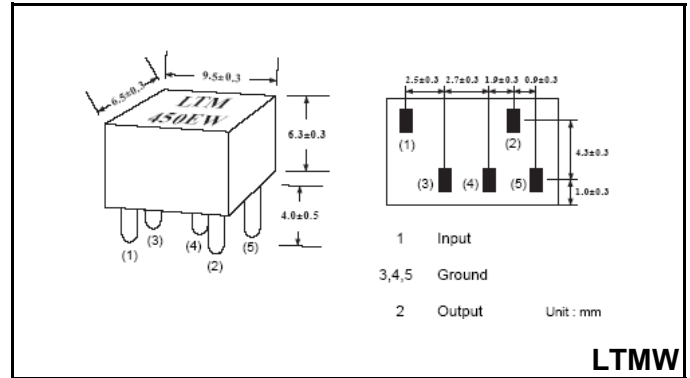 6.5±0.3
9.5±0.3
LTM
450EW
6.3±0.3
4.0±0.5
(1)
(3)
(4)
(2)
(5)
2.5±0.3 2.7±0.3 1.9±0.3 0.9±0.3
(1)
(2)
(3)
(4)
(5)
4.3±0.3
1.0±0.3
1 Input
3,4,5 Ground
2 Output
Unit : mm
LTMW